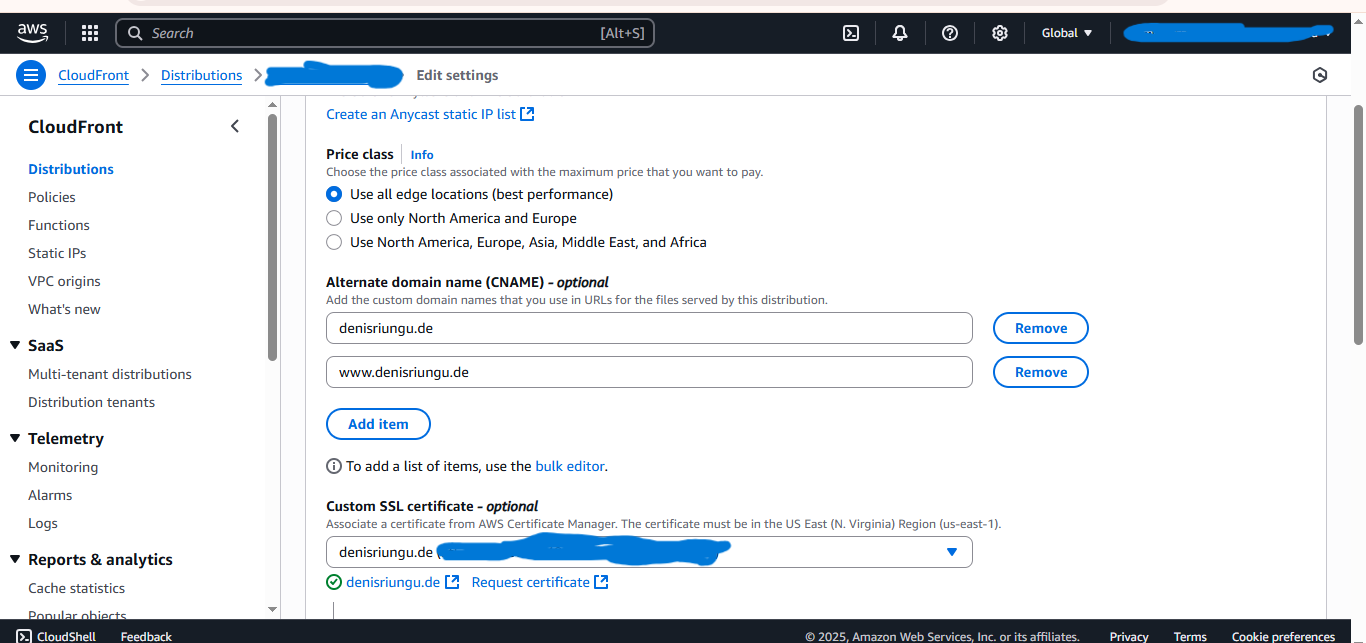 aws
Search
[Alt+S]
Global
CloudFront
Distributions
Edit settings
CloudFront
Distributions
Policies
Functions
Static IPs
VPC origins
What's new
SaaS
Multi-tenant distributions
Distribution tenants
Telemetry
Monitoring
Alarms
Logs
Reports & analytics
Cache statistics
Popular objects
Create an Anycast static IP list
Price class
Info
Choose the price class associated with the maximum price that you want to pay.
Use all edge locations (best performance)
Use only North America and Europe
Use North America, Europe, Asia, Middle East, and Africa
Alternate domain name (CNAME) - optional
Add the custom domain names that you use in URLs for the files served by this distribution.
denisriungu.de
Remove
www.denisriungu.de
Remove
Add item
To add a list of items, use the bulk editor.
Custom SSL certificate - optional
Associate a certificate from AWS Certificate Manager. The certificate must be in the US East (N. Virginia) Region (us-east-1).
denisriungu.de
denisriungu.de
Request certificate
CloudShell
Feedback
© 2025, Amazon Web Services, Inc. or its affiliates.
Privacy
Terms
Cookie preferences